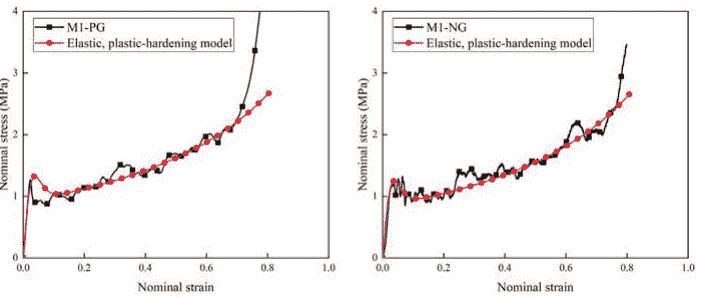 4
3
2
1
0
Nominal stress (MPa)
M1-PG
Elastic, plastic-hardening model
0.0 0.2 0.4 0.6 0.8 1.0
Nominal strain
4
3
2
1
0
Nominal stress (MPa)
M1-NG
Elastic, plastic-hardening model
0.0 0.2 0.4 0.6 0.8 1.0
Nominal strain